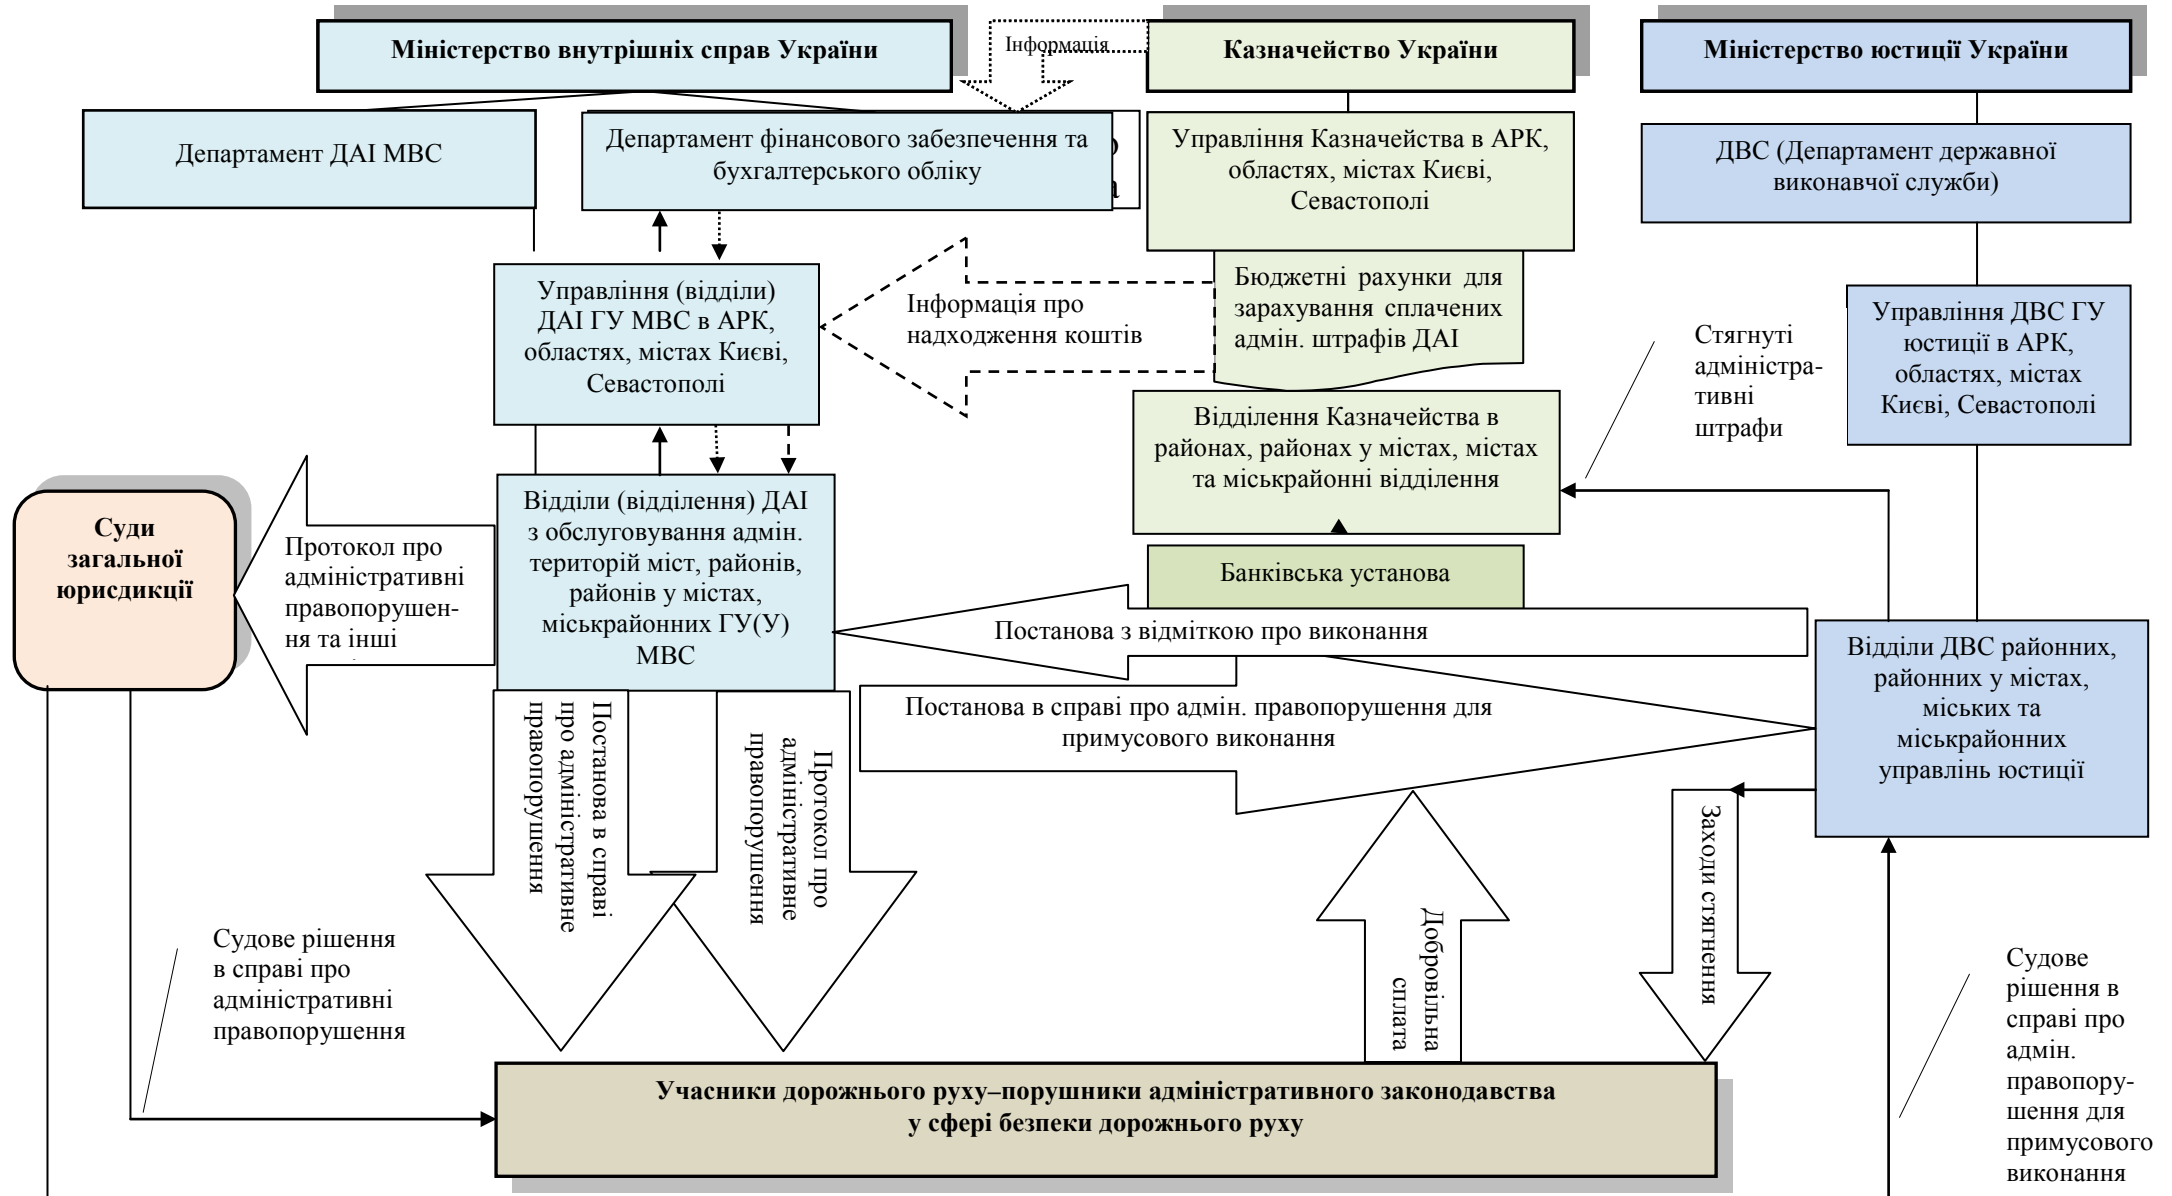 Міністерство внутрішніх справ України
Інформація
Казначейство України
Міністерство юстиції України
Департамент ДАІ МВС
Департамент фінансового забезпечення та
бухгалтерського обліку
Управління Казначейства в АРК,
областях, містах Києві,
Севастополі
ДВС (Департамент державної
виконавчої служби)
Управління (відділи)
ДАІ ГУ МВС в АРК,
областях, містах Києві,
Севастополі
Інформація про
надходження коштів
Бюджетні рахунки для
зарахування сплачених
адмін. штрафів ДАІ
Стягнуті
адміністра-
тивні
штрафи
Управління ДВС ГУ
юстиції в АРК,
областях, містах
Києві, Севастополі
Відділення Казначейства в
районах, районах у містах, містах
та міськрайонні відділення
Суди
загальної
юрисдикції
Протокол про
адміністративні
правопорушен-
ня та інші
Відділи (відділення) ДАІ
з обслуговування адмін.
територій міст, районів,
районів у містах,
міськрайонних ГУ(У)
МВС
Банківська установа
Постанова з відміткою про виконання
Відділи ДВС районних,
районних у містах,
міських та
міськрайонних
управлінь юстиції
Постанова в справі про адмін. правопорушення для
примусового виконання
Постанова в справі
про адміністративне
правопорушення
Протокол про
адміністративне
правопорушення
Добровільна
сплата
Заходи стягнення
Судове рішення
в справі про
адміністративні
правопорушення
Судове
рішення в
справі про
адмін.
правопору-
шення для
примусового
виконання
Учасники дорожнього руху–порушники адміністративного законодавства
у сфері безпеки дорожнього руху